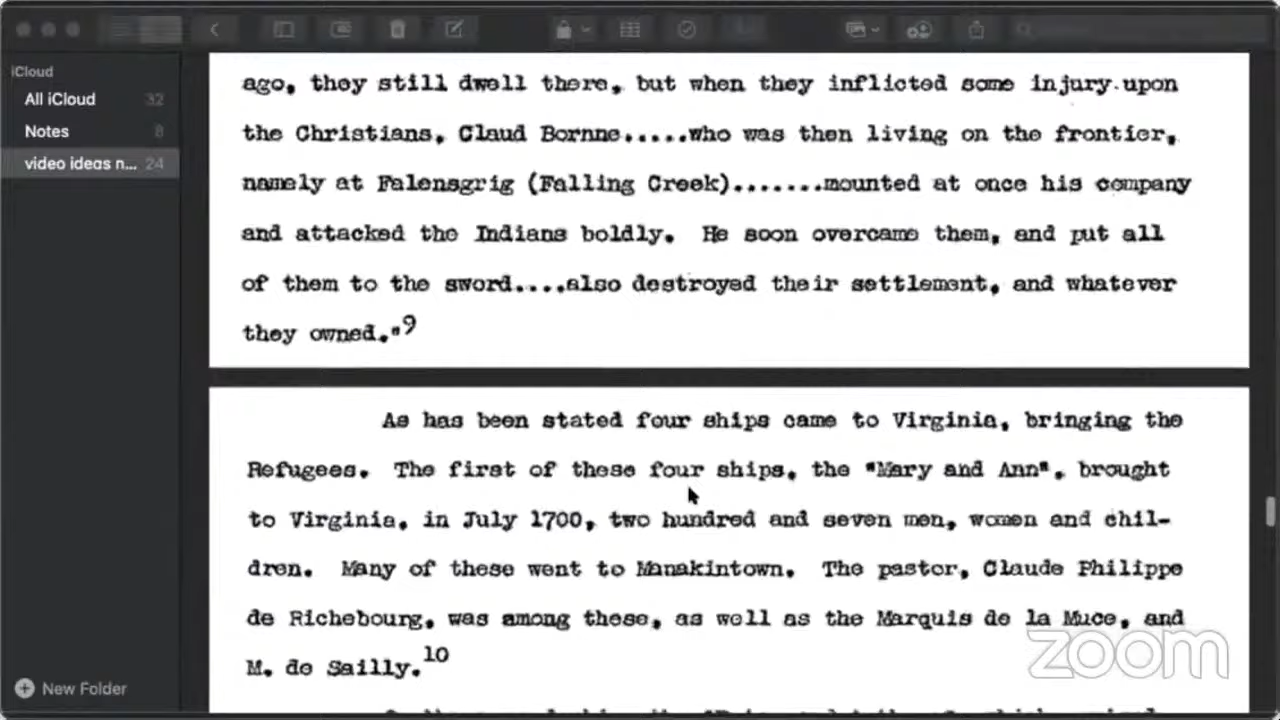 iCloud
All iCloud 32
Notes 8
video ideas n... 24
New Folder
ago, they still dwell there, but when they inflicted some injury upon
the Christians, Claud Bornne.....who was then living on the frontier,
namely at Falensgrig (Falling Creek).......mounted at once his company
and attacked the Indians boldly. He soon overcame them, and put all
of them to the sword....also destroyed their settlement, and whatever
they owned."9
As has been stated four ships came to Virginia, bringing the
Refugees. The first of these four ships, the "Mary and Ann", brought
to Virginia, in July 1700, two hundred and seven men, women and chil-
dren. Many of these went to Manakintown. The pastor, Claude Philippe
de Richebourg, was among these, as well as the Marquis de la Muce, and
M. de Sailly.10
zoom